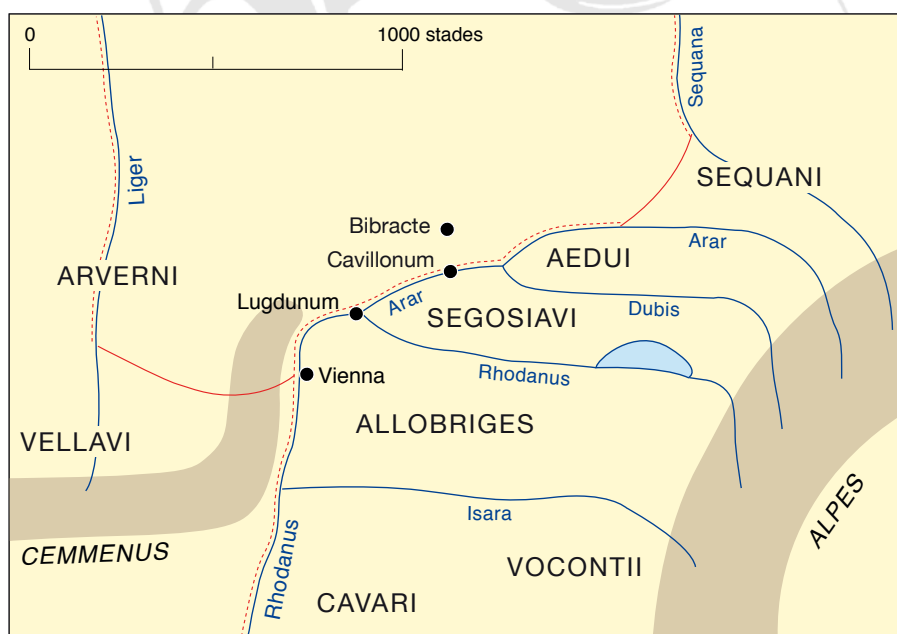 0
1000 stades
Sequana
Liger
SEQUANI
Bibracte
Arar
Cavillonum
AEDUI
ARVERNI
Lugdunum
Arar
SEGOSIAVI
Dubis
Vienna
Rhodanus
ALLOBRIGES
VELLAVI
ALPES
Isara
CEMMENUS
VOCONTII
Rhodanus
CAVARI